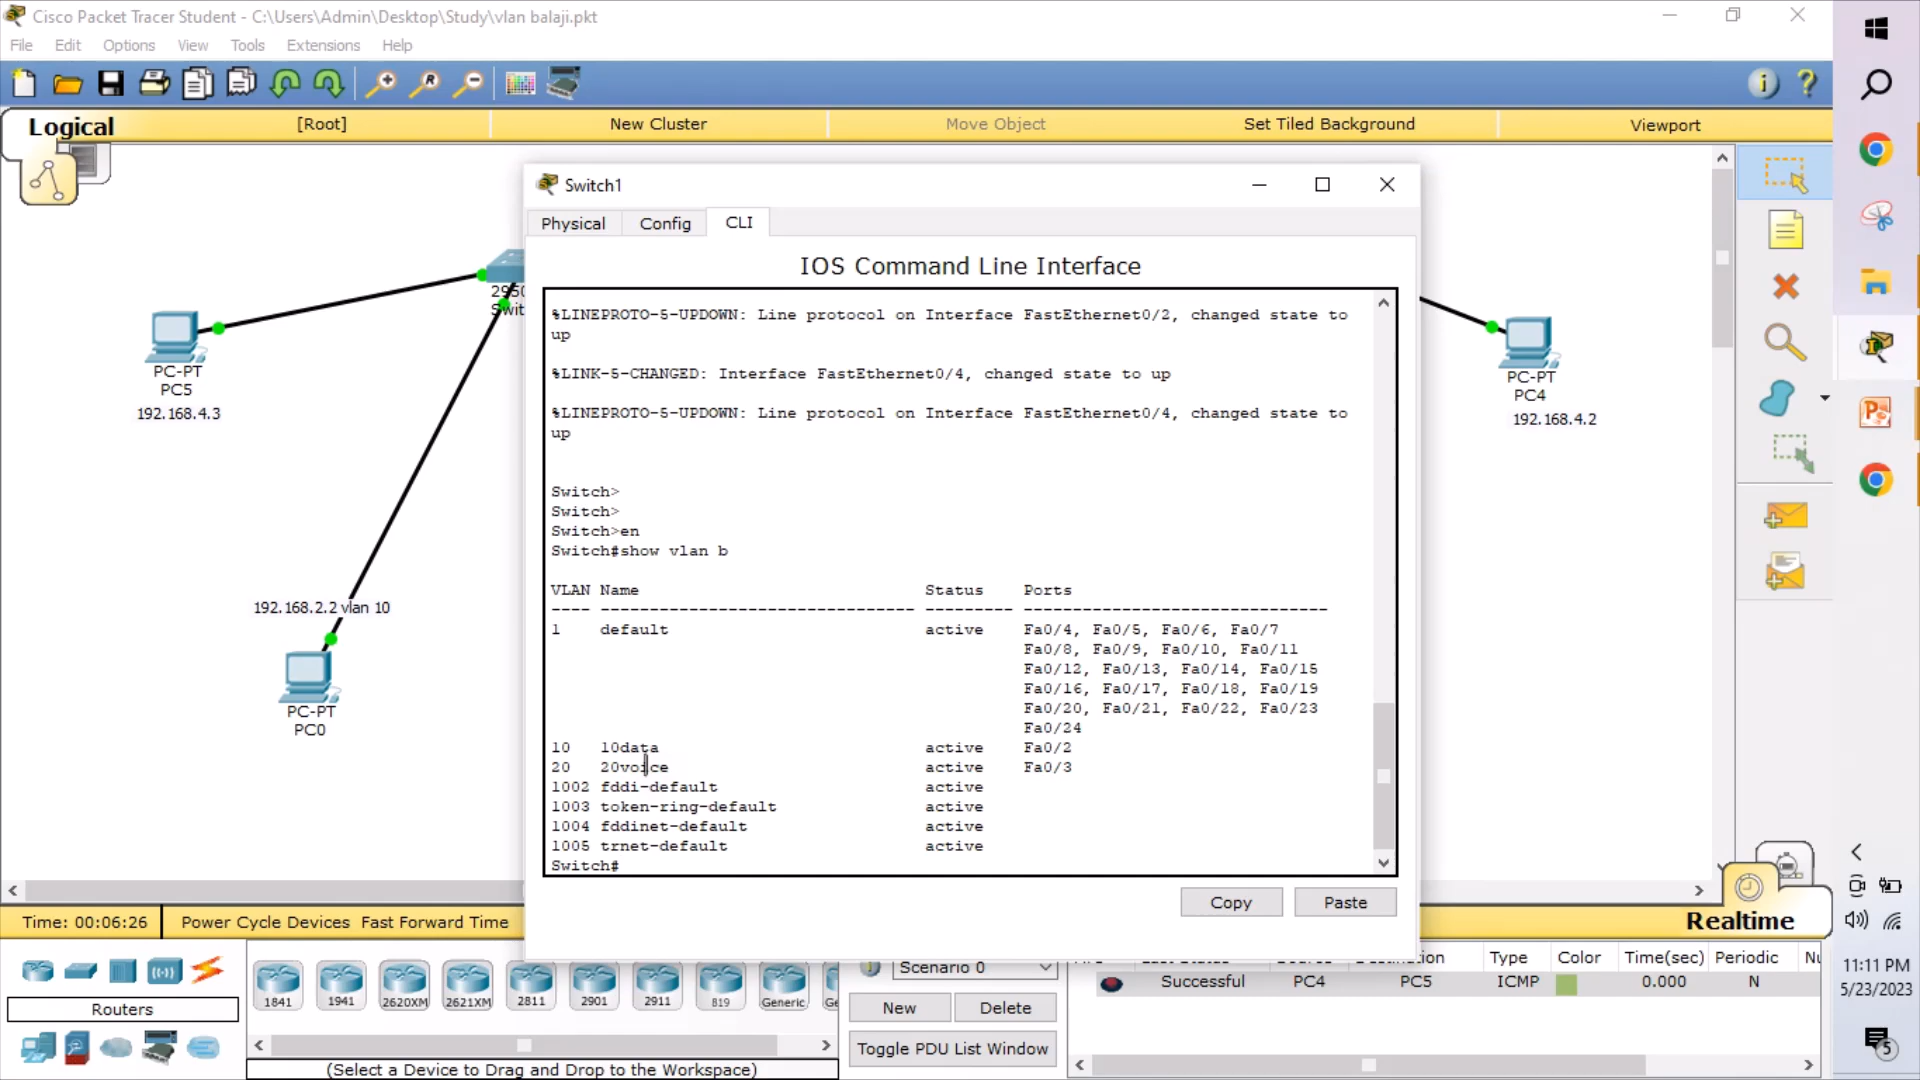 Cisco Packet Tracer Student - C:\Users\Admin\Desktop\Study\vlan balaji.pkt
File Edit Options View Tools Extensions Help
Logical [Root] New Cluster Move Object Set Tiled Background Viewport
Switch1
Physical Config CLI
IOS Command Line Interface
%LINEPROTO-5-UPDOWN: Line protocol on Interface FastEthernet0/2, changed state to
up
%LINK-5-CHANGED: Interface FastEthernet0/4, changed state to up
%LINEPROTO-5-UPDOWN: Line protocol on Interface FastEthernet0/4, changed state to
up
Switch>
Switch>
Switch>en
Switch#show vlan b
VLAN Name Status Ports
---- -------------------------------- --------- -------------------------------
1 default active Fa0/4, Fa0/5, Fa0/6, Fa0/7
Fa0/8, Fa0/9, Fa0/10, Fa0/11
Fa0/12, Fa0/13, Fa0/14, Fa0/15
Fa0/16, Fa0/17, Fa0/18, Fa0/19
Fa0/20, Fa0/21, Fa0/22, Fa0/23
Fa0/24
10 10data active Fa0/2
20 20voice active Fa0/3
1002 fddi-default active
1003 token-ring-default active
1004 fddinet-default active
1005 trnet-default active
Switch#
Copy Paste
2950
Swit
PC-PT
PC5
192.168.4.3
192.168.2.2 vlan 10
PC-PT
PC0
PC-PT
PC4
192.168.4.2
Time: 00:06:26 Power Cycle Devices Fast Forward Time Realtime
Routers
1841 1941 2620XM 2621XM 2811 2901 2911 819 Generic Ge
(Select a Device to Drag and Drop to the Workspace)
Scenario 0
New Delete
Toggle PDU List Window
Type Color Time(sec) Periodic Nu
Successful PC4 PC5 ICMP 0.000 N
11:11 PM
5/23/2023
5